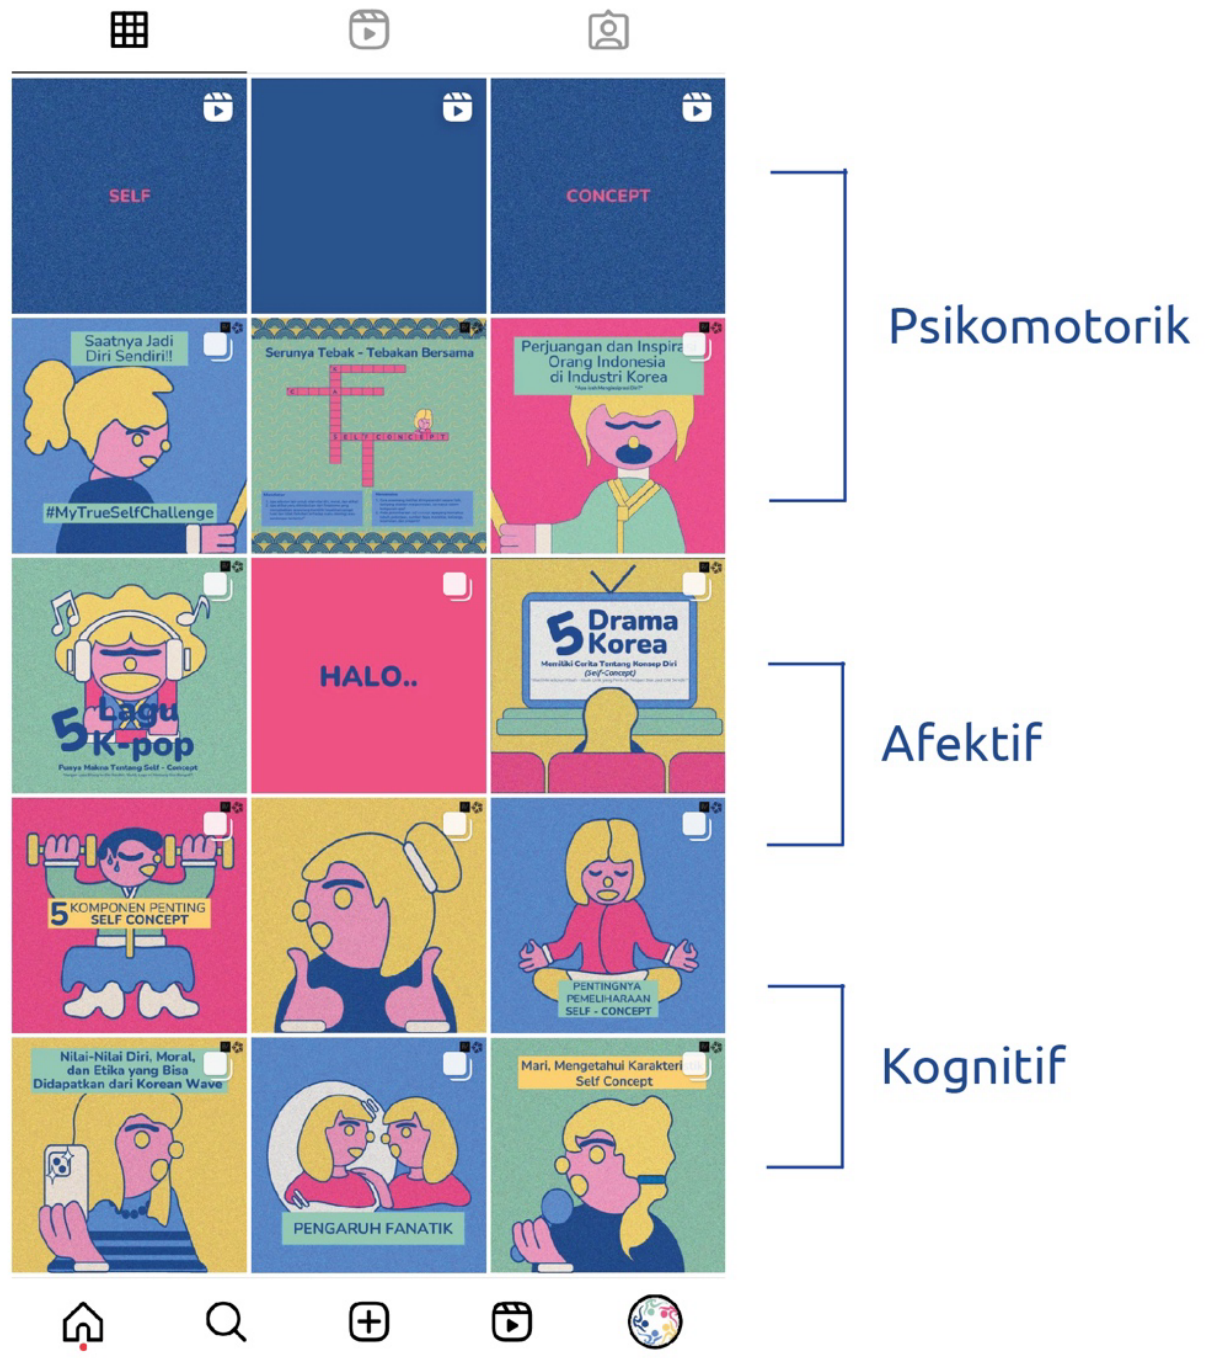 SELF
CONCEPT
Psikomotorik
Saatnya Jadi
Diri Sendiri!!
#MyTrueSelfChallenge
Serunya Tebak - Tebakan Bersama
SELF CONCEPT
Perjuangan dan Inspiras
Orang Indonesia
di Industri Korea
5 Lagu
K-pop
Punya Makna Tentang Self - Concept
HALO..
5 Drama
Korea
Memiliki Cerita Tentang Konsep Diri
(Self-Concept)
Afektif
5 KOMPONEN PENTING
SELF CONCEPT
PENTINGNYA
PEMELIHARAAN
SELF - CONCEPT
Kognitif
Nilai-Nilai Diri, Moral,
dan Etika yang Bisa
Didapatkan dari Korean Wave
PENGARUH FANATIK
Mari, Mengetahui Karakteri
Self Concept